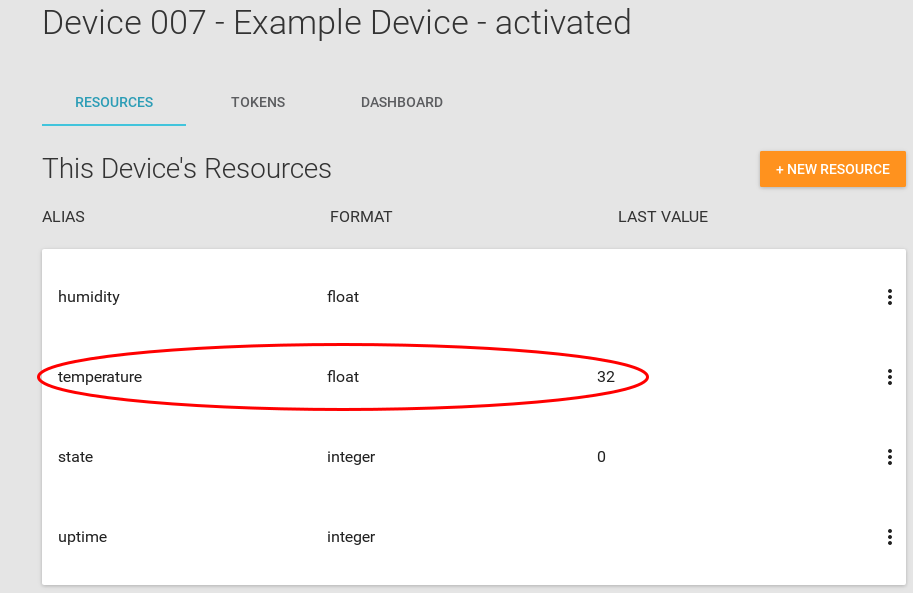 Device 007 - Example Device - activated
RESOURCES TOKENS DASHBOARD
This Device's Resources
+ NEW RESOURCE
ALIAS FORMAT LAST VALUE
humidity float
temperature float 32
state integer 0
uptime integer